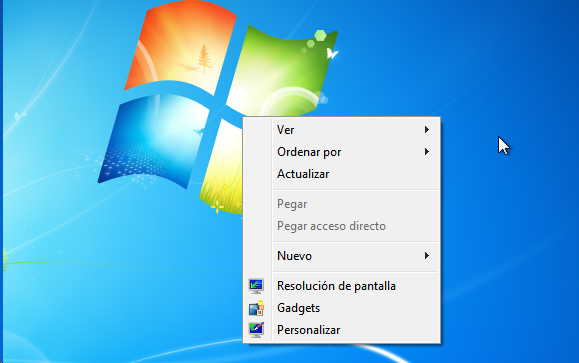 Ver
Ordenar por
Actualizar
Pegar
Pegar acceso directo
Nuevo
Resolución de pantalla
Gadgets
Personalizar